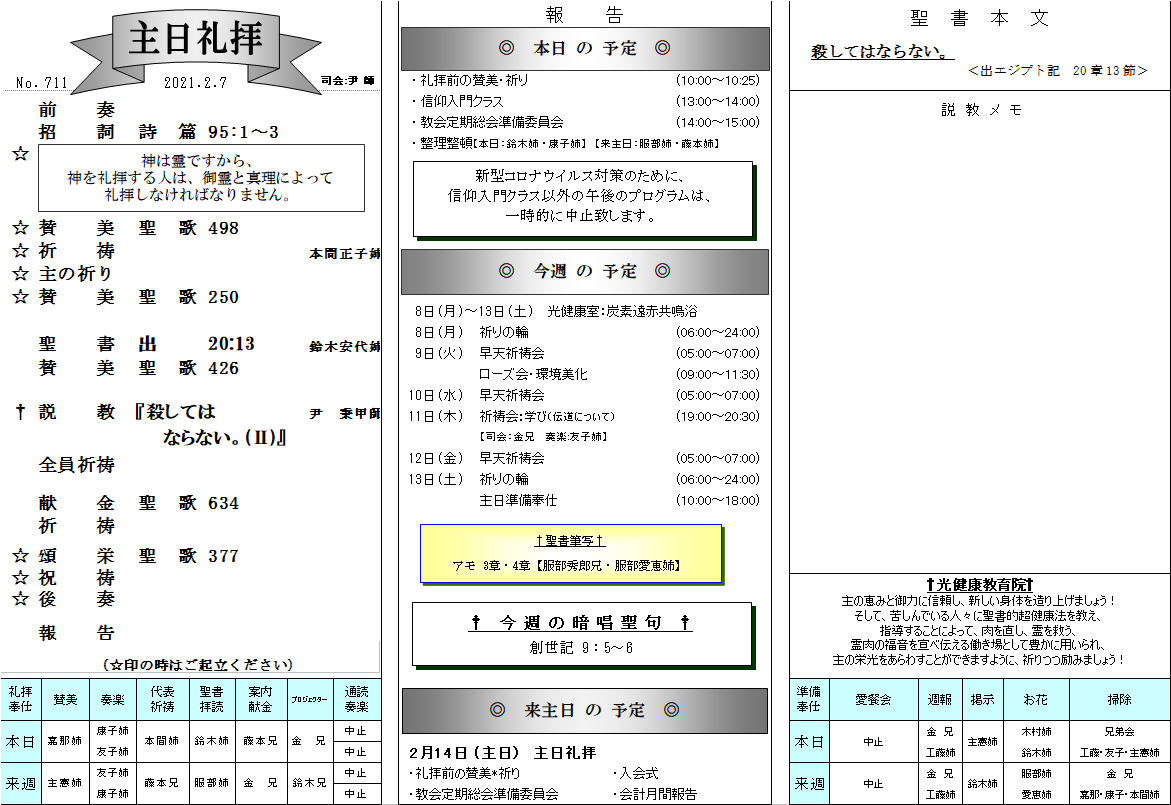 主日礼拝
No. 711 2021.2.7 司会:尹 師
前 奏
招 詞 詩 篇 95:1～3
☆
神は霊ですから、
神を礼拝する人は、御霊と真理によって
礼拝しなければなりません。
☆ 賛 美 聖 歌 498
☆ 祈 祷 本間正子姉
☆ 主の祈り
☆ 賛 美 聖 歌 250
聖 書 出 20:13 鈴木安代姉
賛 美 聖 歌 426
✝ 説 教 『殺しては 尹 秉甲師
ならない。(Ⅱ)』
全員祈祷
献 金 聖 歌 634
祈 祷
☆ 頌 栄 聖 歌 377
☆ 祝 祷
☆ 後 奏
報 告
(☆印の時はご起立ください)
礼拝奉仕 賛美 奏楽 代表祈祷 聖書拝読 案内献金 プロジェクター 通読奏楽
本日 嘉那姉 康子姉 友子姉 本間姉 鈴木姉 藤本兄 金 兄 中止 中止
来週 主憲姉 友子姉 康子姉 藤本兄 服部姉 金 兄 鈴木兄 中止 中止
報 告
◎ 本日 の 予定 ◎
・礼拝前の賛美・祈り (10:00～10:25)
・信仰入門クラス (13:00～14:00)
・教会定期総会準備委員会 (14:00～15:00)
・整理整頓【本日:鈴木姉・康子姉】【来主日:服部姉・藤本姉】
新型コロナウイルス対策のために、
信仰入門クラス以外の午後のプログラムは、
一時的に中止致します。
◎ 今週 の 予定 ◎
8日(月)～13日(土) 光健康室:炭素遠赤共鳴浴
8日(月) 祈りの輪 (06:00～24:00)
9日(火) 早天祈祷会 (05:00～07:00)
ローズ会・環境美化 (09:00～11:30)
10日(水) 早天祈祷会 (05:00～07:00)
11日(木) 祈祷会:学び(伝道について) (19:00～20:30)
【司会:金兄 奏楽:友子姉】
12日(金) 早天祈祷会 (05:00～07:00)
13日(土) 祈りの輪 (06:00～24:00)
主日準備奉仕 (10:00～18:00)
†聖書筆写†
アモ 3章・4章【服部秀郎兄・服部愛恵姉】
✝ 今 週 の 暗 唱 聖 句 ✝
創世記 9：5～6
◎ 来主日 の 予定 ◎
2月14日(主日) 主日礼拝
・礼拝前の賛美*祈り ・入会式
・教会定期総会準備委員会 ・会計月間報告
聖 書 本 文
殺してはならない。
＜出エジプト記 20章13節＞
説 教 メ モ
✝光健康教育院✝
主の恵みと御力に信頼し、新しい身体を造り上げましょう！
そして、苦しんでいる人々に聖書的超健康法を教え、
指導することによって、肉を直し、霊を救う、
霊肉の福音を宣べ伝える働き場として豊かに用いられ、
主の栄光をあらわすことができますように、祈りつつ励みましょう！
準備奉仕 愛餐会 週報 掲示 お花 掃除
本日 中止 金 兄 工藤姉 主憲姉 木村姉 鈴木姉 兄弟会 工藤・友子・主憲姉
来週 中止 金 兄 工藤姉 鈴木姉 服部姉 愛恵姉 金 兄 嘉那・康子・本間姉